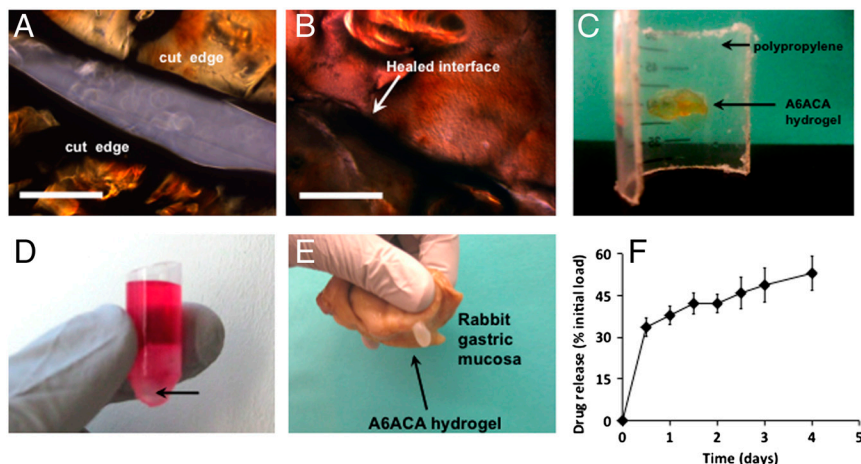 A
cut edge
cut edge
B
Healed interface
C
polypropylene
A6ACA
hydrogel
D
E
Rabbit
gastric
mucosa
A6ACA hydrogel
F
Drug release (% initial load)
60
45
30
15
0
0 1 2 3 4 5
Time (days)